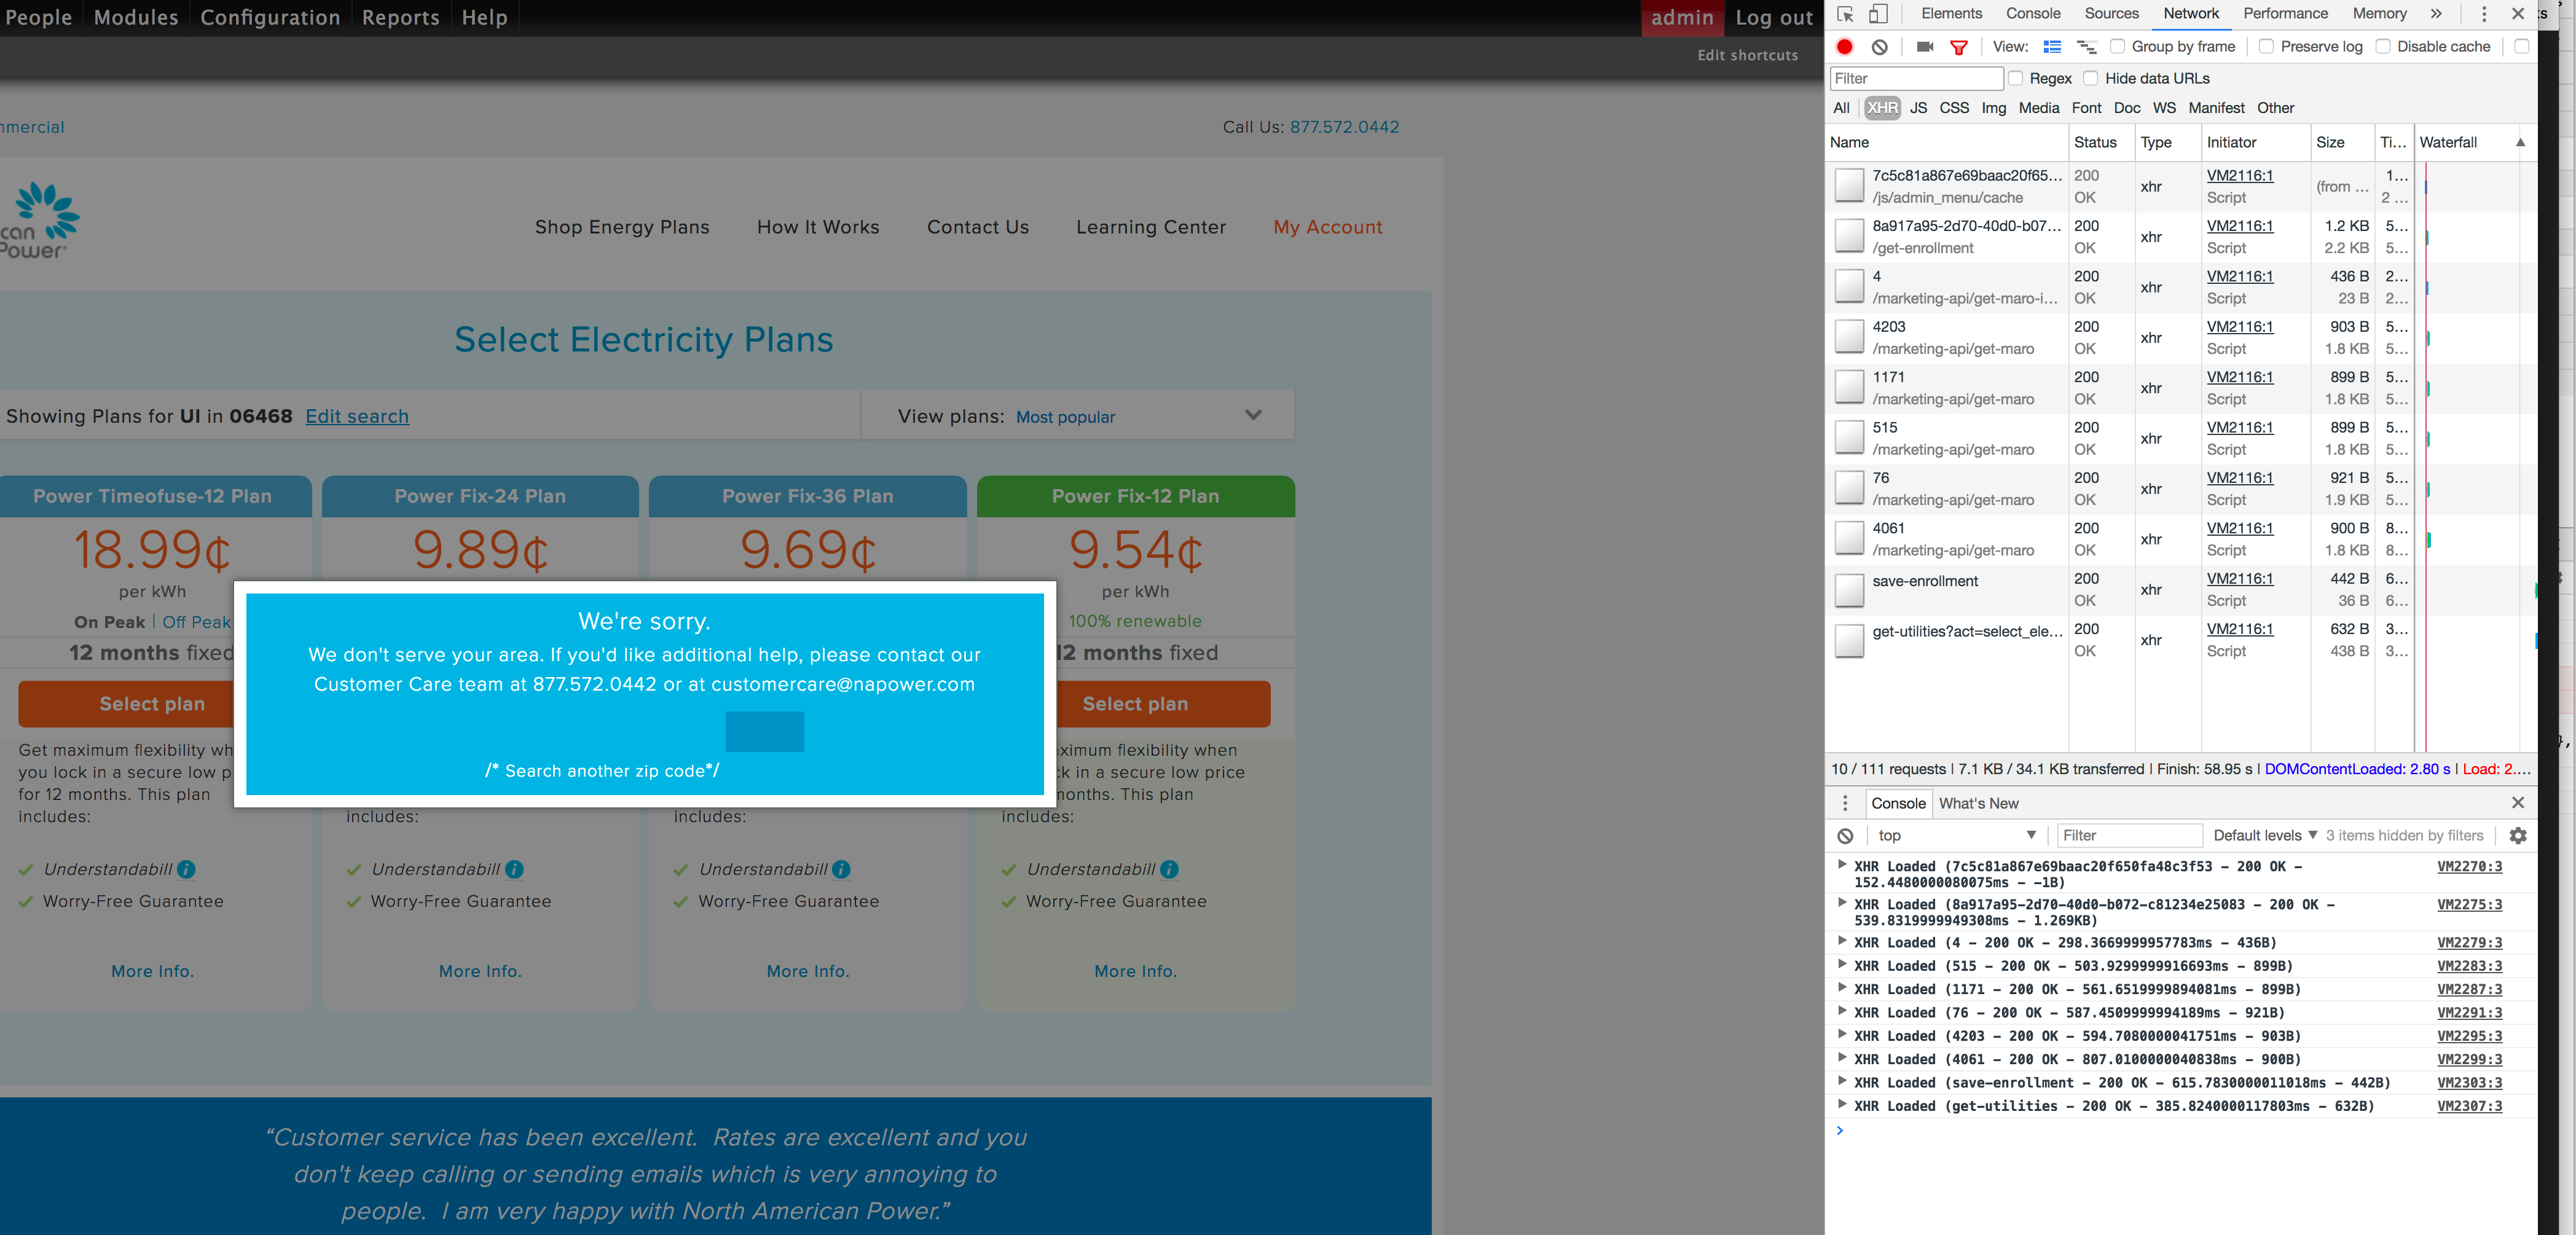 People Modules Configuration Reports Help admin Log out
Edit shortcuts
mmercial
Call Us: 877.572.0442
can
Power
Shop Energy Plans How It Works Contact Us Learning Center My Account
Select Electricity Plans
Showing Plans for UI in 06468 Edit search
View plans: Most popular
Power Timeofuse-12 Plan
18.99¢
per kWh
On Peak | Off Peak
12 months fixed
Select plan
Get maximum flexibility wh
you lock in a secure low p
for 12 months. This plan
includes:
Understandabill
Worry-Free Guarantee
More Info.
Power Fix-24 Plan
9.89¢
includes:
Understandabill
Worry-Free Guarantee
More Info.
Power Fix-36 Plan
9.69¢
includes:
Understandabill
Worry-Free Guarantee
More Info.
Power Fix-12 Plan
9.54¢
per kWh
100% renewable
12 months fixed
Select plan
ximum flexibility when
ck in a secure low price
months. This plan
includes:
Understandabill
Worry-Free Guarantee
More Info.
We're sorry.
We don't serve your area. If you'd like additional help, please contact our
Customer Care team at 877.572.0442 or at customercare@napower.com
/* Search another zip code*/
“Customer service has been excellent. Rates are excellent and you
don't keep calling or sending emails which is very annoying to
people. I am very happy with North American Power.”
Elements Console Sources Network Performance Memory
View: Group by frame Preserve log Disable cache
Filter Regex Hide data URLs
All XHR JS CSS Img Media Font Doc WS Manifest Other
Name Status Type Initiator Size Ti... Waterfall
7c5c81a867e69baac20f65... 200 xhr VM2116:1 (from ... 1...
/js/admin_menu/cache OK Script 2 ...
8a917a95-2d70-40d0-b07... 200 xhr VM2116:1 1.2 KB 5...
/get-enrollment OK Script 2.2 KB 5...
4 200 xhr VM2116:1 436 B 2...
/marketing-api/get-maro-i... OK Script 23 B 2...
4203 200 xhr VM2116:1 903 B 5...
/marketing-api/get-maro OK Script 1.8 KB 5...
1171 200 xhr VM2116:1 899 B 5...
/marketing-api/get-maro OK Script 1.8 KB 5...
515 200 xhr VM2116:1 899 B 5...
/marketing-api/get-maro OK Script 1.8 KB 5...
76 200 xhr VM2116:1 921 B 5...
/marketing-api/get-maro OK Script 1.9 KB 5...
4061 200 xhr VM2116:1 900 B 8...
/marketing-api/get-maro OK Script 1.8 KB 8...
save-enrollment 200 xhr VM2116:1 442 B 6...
OK Script 36 B 6...
get-utilities?act=select_ele... 200 xhr VM2116:1 632 B 3...
OK Script 438 B 3...
10 / 111 requests | 7.1 KB / 34.1 KB transferred | Finish: 58.95 s | DOMContentLoaded: 2.80 s | Load: 2....
Console What's New
top Filter Default levels 3 items hidden by filters
XHR Loaded (7c5c81a867e69baac20f650fa48c3f53 – 200 OK – VM2270:3
152.4480000080075ms – -1B)
XHR Loaded (8a917a95-2d70-40d0-b072-c81234e25083 – 200 OK – VM2275:3
539.8319999949308ms – 1.269KB)
XHR Loaded (4 – 200 OK – 298.3669999957783ms – 436B) VM2279:3
XHR Loaded (515 – 200 OK – 503.9299999916693ms – 899B) VM2283:3
XHR Loaded (1171 – 200 OK – 561.6519999894081ms – 899B) VM2287:3
XHR Loaded (76 – 200 OK – 587.4509999994189ms – 921B) VM2291:3
XHR Loaded (4203 – 200 OK – 594.7080000041751ms – 903B) VM2295:3
XHR Loaded (4061 – 200 OK – 807.0100000040838ms – 900B) VM2299:3
XHR Loaded (save-enrollment – 200 OK – 615.7830000011018ms – 442B) VM2303:3
XHR Loaded (get-utilities – 200 OK – 385.8240000117803ms – 632B) VM2307:3